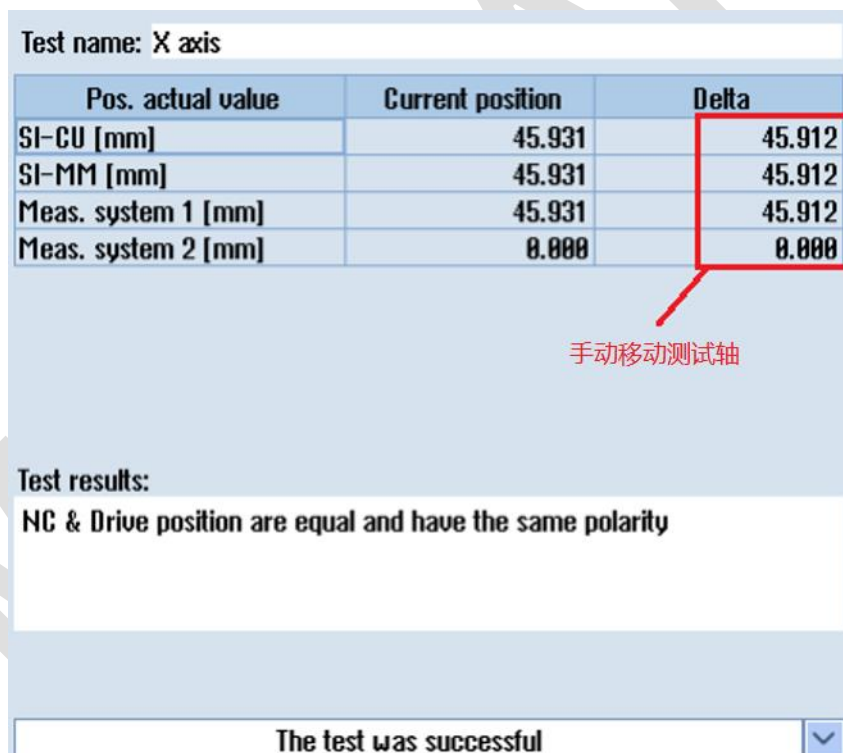 Test name: X axis
Pos. actual value Current position Delta
SI-CU [mm] 45.931 45.912
SI-MM [mm] 45.931 45.912
Meas. system 1 [mm] 45.931 45.912
Meas. system 2 [mm] 0.000 0.000
手动移动测试轴
Test results:
NC & Drive position are equal and have the same polarity
The test was successful